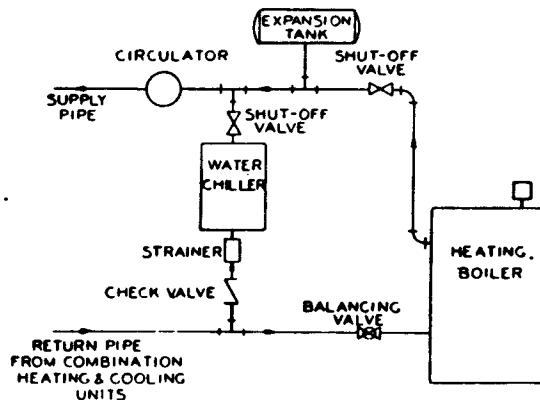 EXPANSION
TANK
CIRCULATOR
SHUT-OFF
VALVE
SUPPLY
PIPE
SHUT-OFF
VALVE
WATER
CHILLER
STRAINER
HEATING.
BOILER
CHECK VALVE
BALANCING
VALVE
RETURN PIPE
FROM COMBINATION
HEATING & COOLING
UNITS